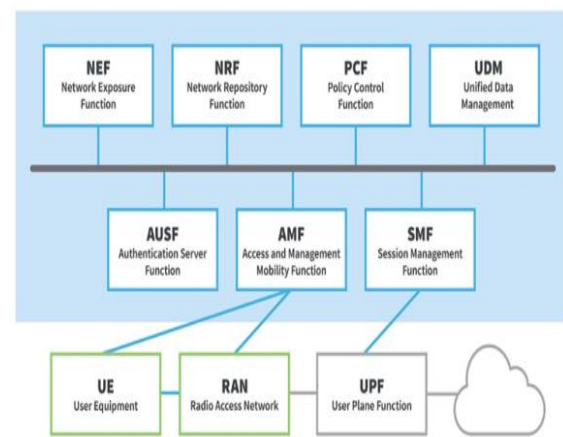 NEF
Network Exposure
Function
NRF
Network Repository
Function
PCF
Policy Control
Function
UDM
Unified Data
Management
AUSF
Authentication Server
Function
AMF
Access and Management
Mobility Function
SMF
Session Management
Function
UE
User Equipment
RAN
Radio Access Network
UPF
User Plane Function